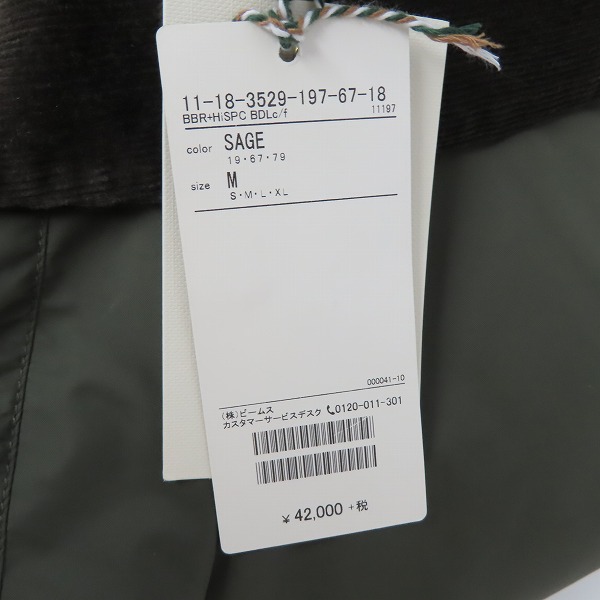 11-18-3529-197-67-18
BBR+HiSPC BDLc/f 11197
color SAGE
19・67・79
size M
S・M・L・XL
000041-10
(株)ビームス
カスタマーサービスデスク 0120-011-301
¥ 42,000 +税